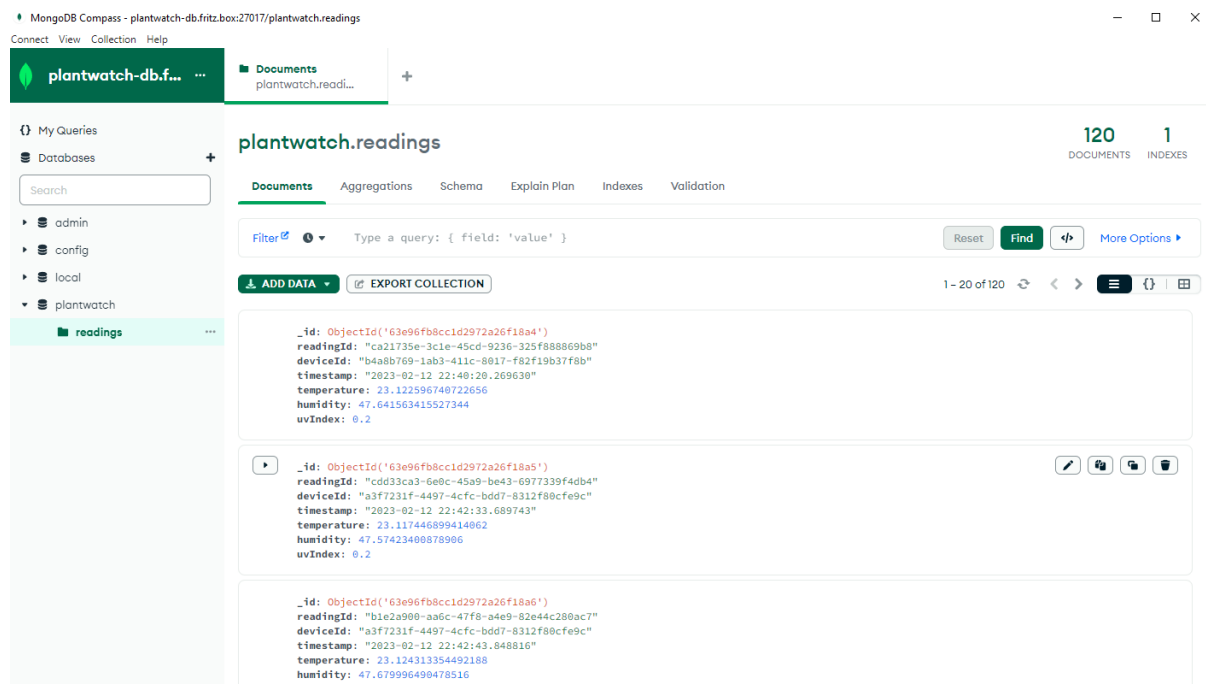 MongoDB Compass - plantwatch-db.fritz.box:27017/plantwatch.readings
Connect View Collection Help
plantwatch-db.f... ...
Documents
plantwatch.readi...
{} My Queries
Databases
Search
admin
config
local
plantwatch
readings ...
plantwatch.readings
120
DOCUMENTS
1
INDEXES
Documents Aggregations Schema Explain Plan Indexes Validation
Filter Type a query: { field: 'value' } Reset Find </> More Options
ADD DATA EXPORT COLLECTION 1 – 20 of 120 {}
_id: ObjectId('63e96fb8cc1d2972a26f18a4')
readingId: "ca21735e-3c1e-45cd-9236-325f888869b8"
deviceId: "b4a8b769-1ab3-411c-8017-f82f19b37f8b"
timestamp: "2023-02-12 22:40:20.269630"
temperature: 23.122596740722656
humidity: 47.641563415527344
uvIndex: 0.2
_id: ObjectId('63e96fb8cc1d2972a26f18a5')
readingId: "cdd33ca3-6e0c-45a9-be43-6977339f4db4"
deviceId: "a3f7231f-4497-4cfc-bdd7-8312f80cfe9c"
timestamp: "2023-02-12 22:42:33.689743"
temperature: 23.117446899414062
humidity: 47.57423400878906
uvIndex: 0.2
_id: ObjectId('63e96fb8cc1d2972a26f18a6')
readingId: "b1e2a900-aa6c-47f8-a4e9-82e44c280ac7"
deviceId: "a3f7231f-4497-4cfc-bdd7-8312f80cfe9c"
timestamp: "2023-02-12 22:42:43.848816"
temperature: 23.124313354492188
humidity: 47.679996490478516